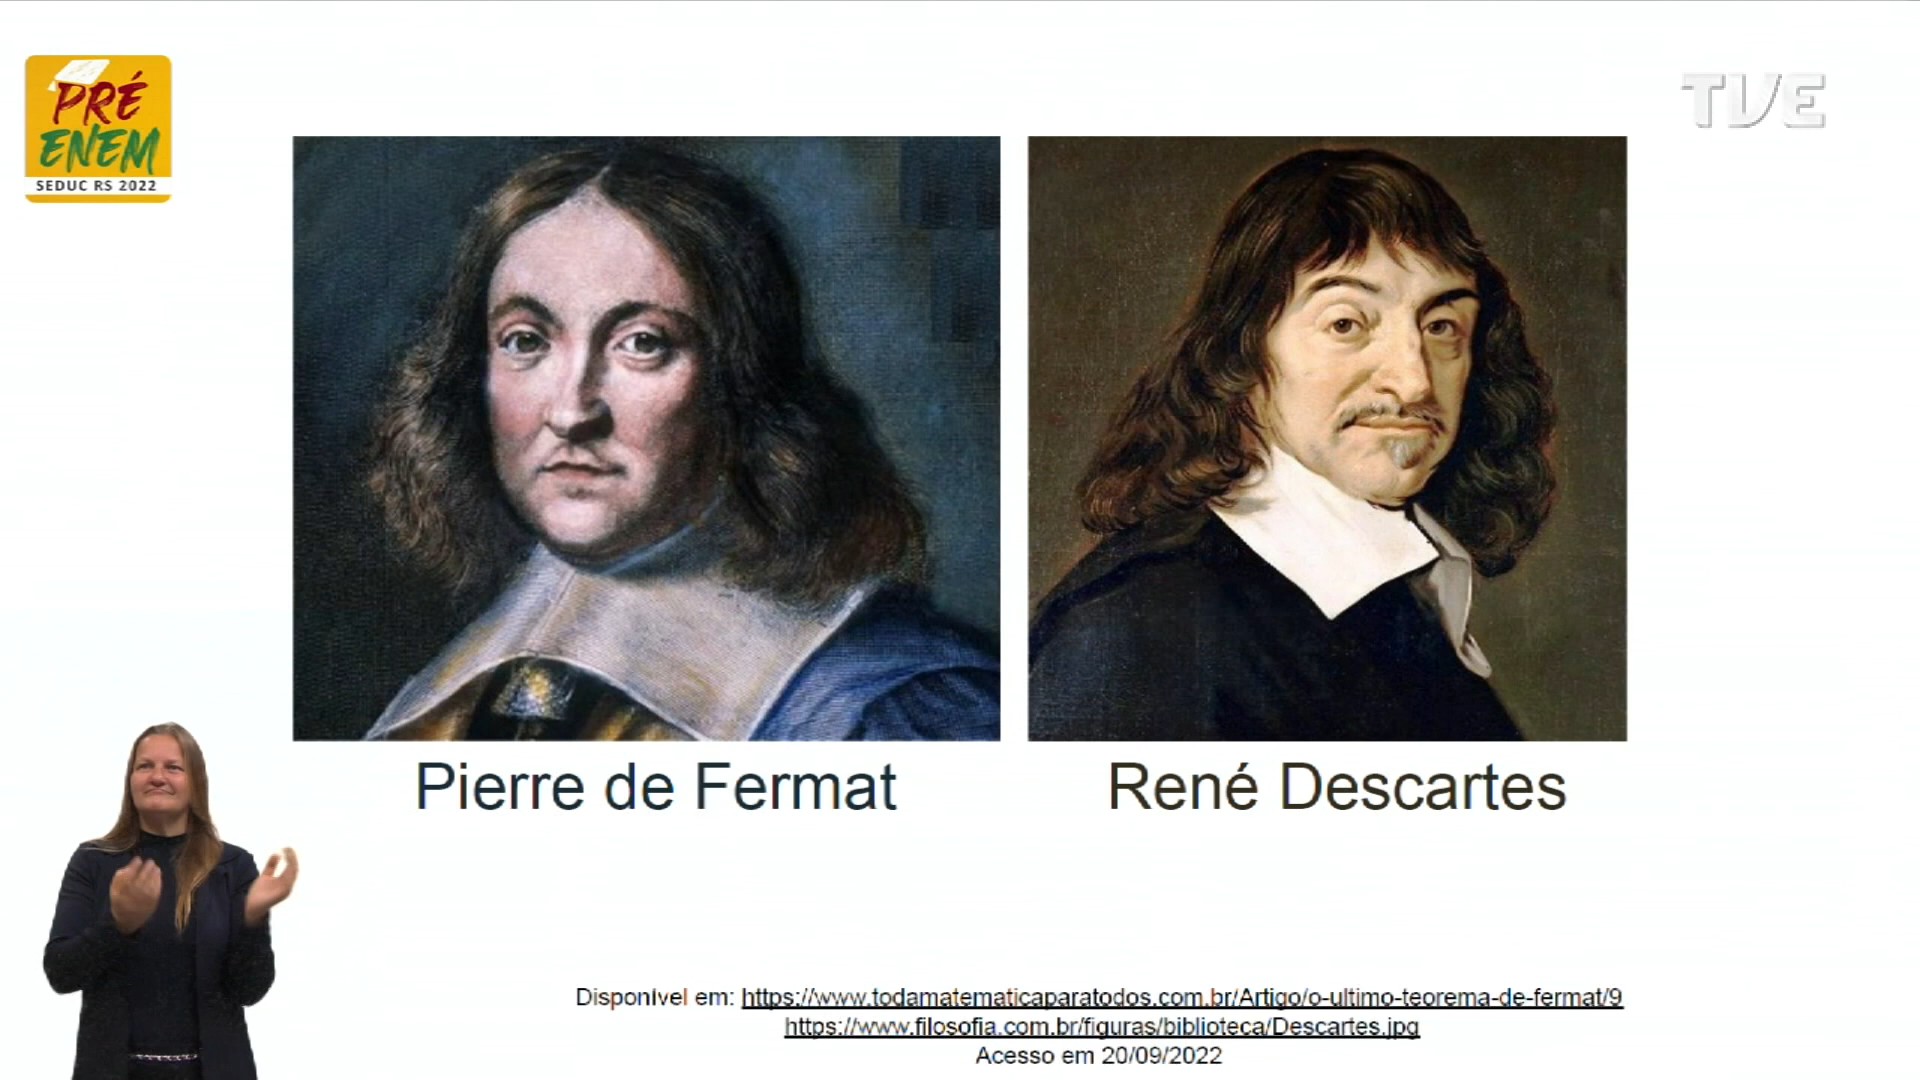 PRÉ
ENEM
SEDUC RS 2022
TVE
Pierre de Fermat
René Descartes
Disponível em: https://www.todamatematicaparatodos.com.br/Artigo/o-ultimo-teorema-de-fermat/9
https://www.filosofia.com.br/figuras/biblioteca/Descartes.jpg
Acesso em 20/09/2022